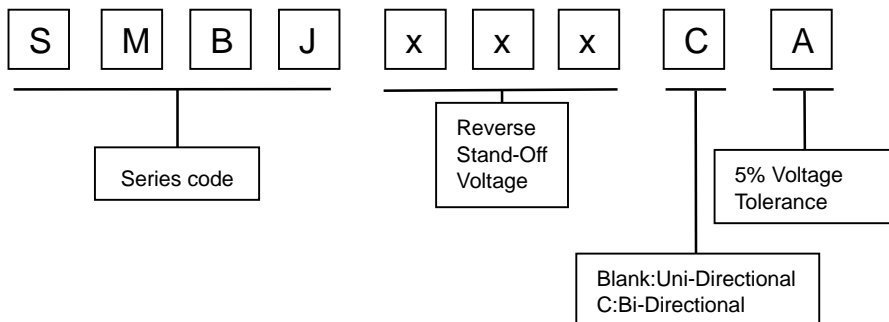 S M B J x x x C A
Series code
Reverse
Stand-Off
Voltage
5% Voltage
Tolerance
Blank:Uni-Directional
C:Bi-Directional